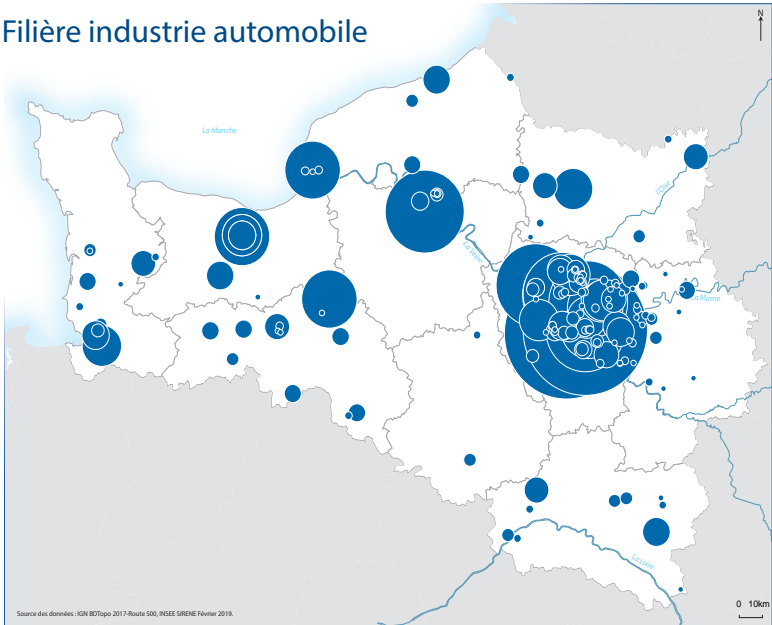 Filière industrie automobile
N
La Manche
L'Oise
La Seine
La Marne
La Loire
0 10km
Source des données : IGN BDTopo 2017-Route 500, INSEE SIRENE Février 2019.